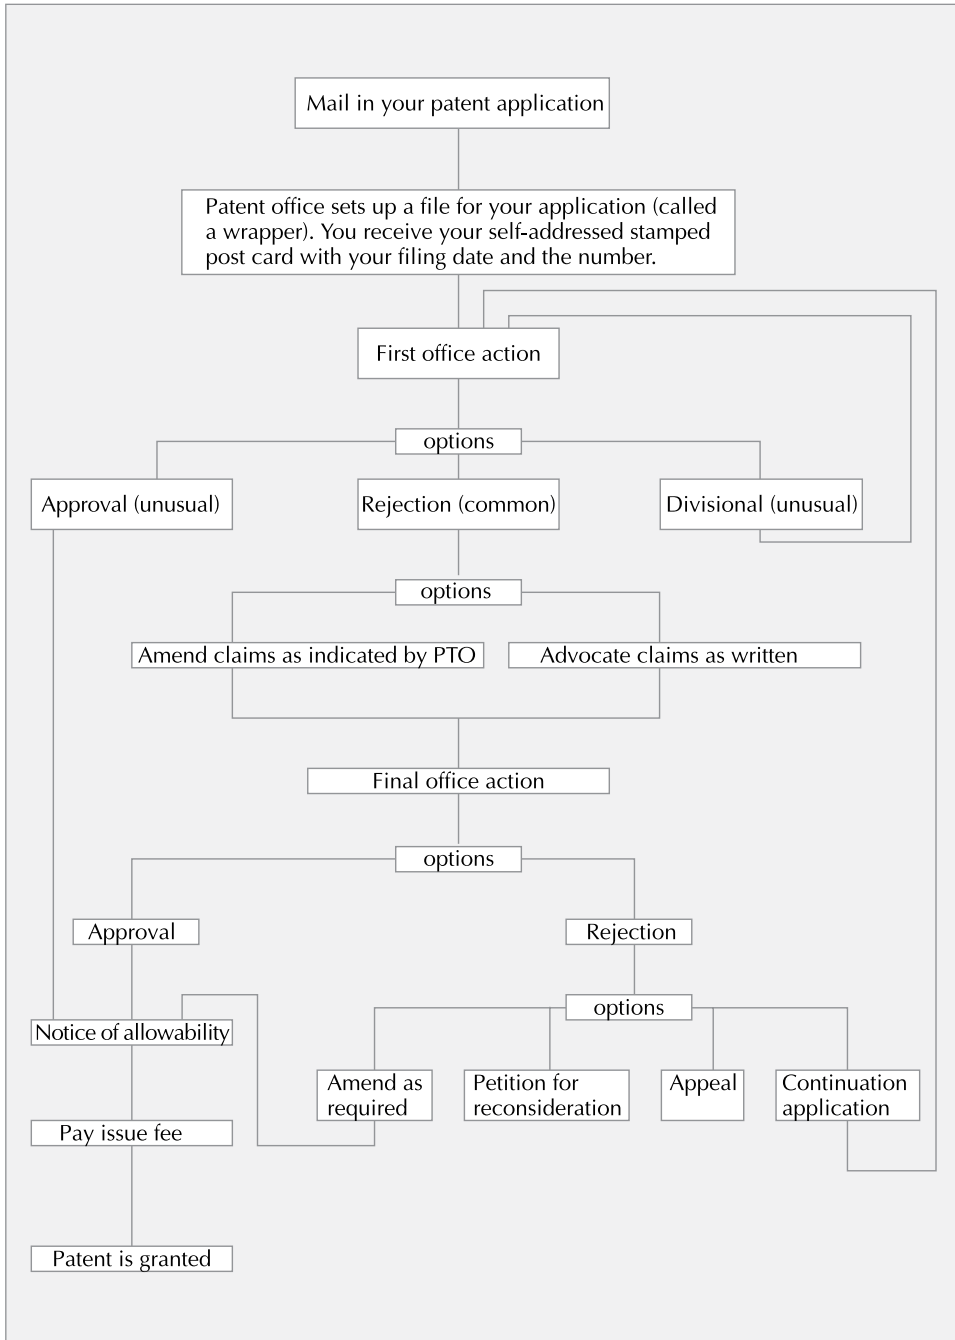 Mail in your patent application
Patent office sets up a file for your application (called
a wrapper). You receive your self-addressed stamped
post card with your filing date and the number.
First office action
options
Approval (unusual)
Rejection (common)
Divisional (unusual)
options
Amend claims as indicated by PTO
Advocate claims as written
Final office action
options
Approval
Rejection
options
Notice of allowability
Amend as
required
Petition for
reconsideration
Appeal
Continuation
application
Pay issue fee
Patent is granted